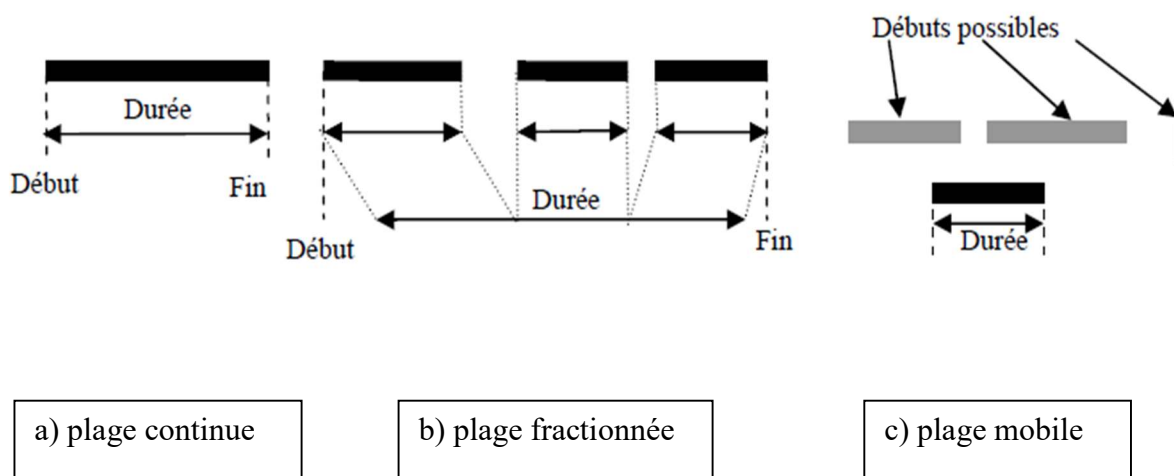 Débuts possibles
Durée
Début
Fin
Durée
Début
Fin
Durée
a) plage continue
b) plage fractionnée
c) plage mobile